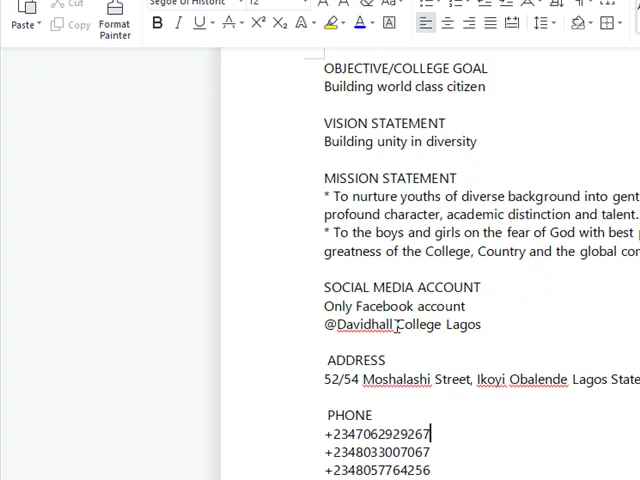 Cut
Segoe UI Historic 12
Paste
Format
Painter
B I U A X² X₂ A A A
OBJECTIVE/COLLEGE GOAL
Building world class citizen
VISION STATEMENT
Building unity in diversity
MISSION STATEMENT
* To nurture youths of diverse background into gent
profound character, academic distinction and talent.
* To the boys and girls on the fear of God with best
greatness of the College, Country and the global
SOCIAL MEDIA ACCOUNT
Only Facebook account
@Davidhall College Lagos
ADDRESS
52/54 Moshalashi Street, Ikoyi Obalende Lagos State
PHONE
+2347062929267
+2348033007067
+2348057764256